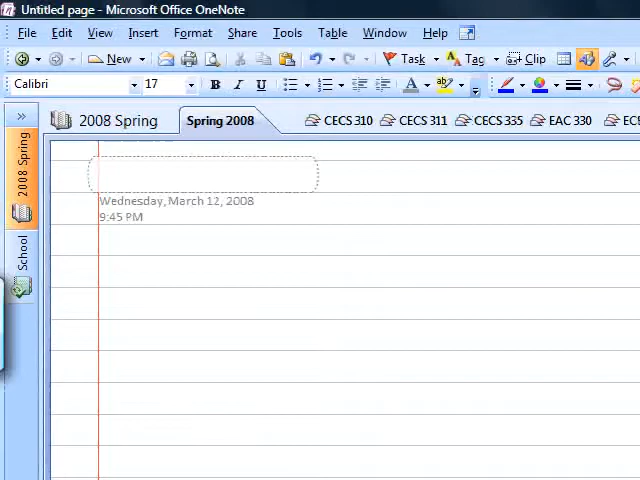 Untitled page - Microsoft Office OneNote
File Edit View Insert Format Share Tools Table Window Help
New Task Tag Clip
Calibri 17 B I U A ab
2008 Spring Spring 2008 CECS 310 CECS 311 CECS 335 EAC 330
2008 Spring
School
Wednesday, March 12, 2008
9:45 PM